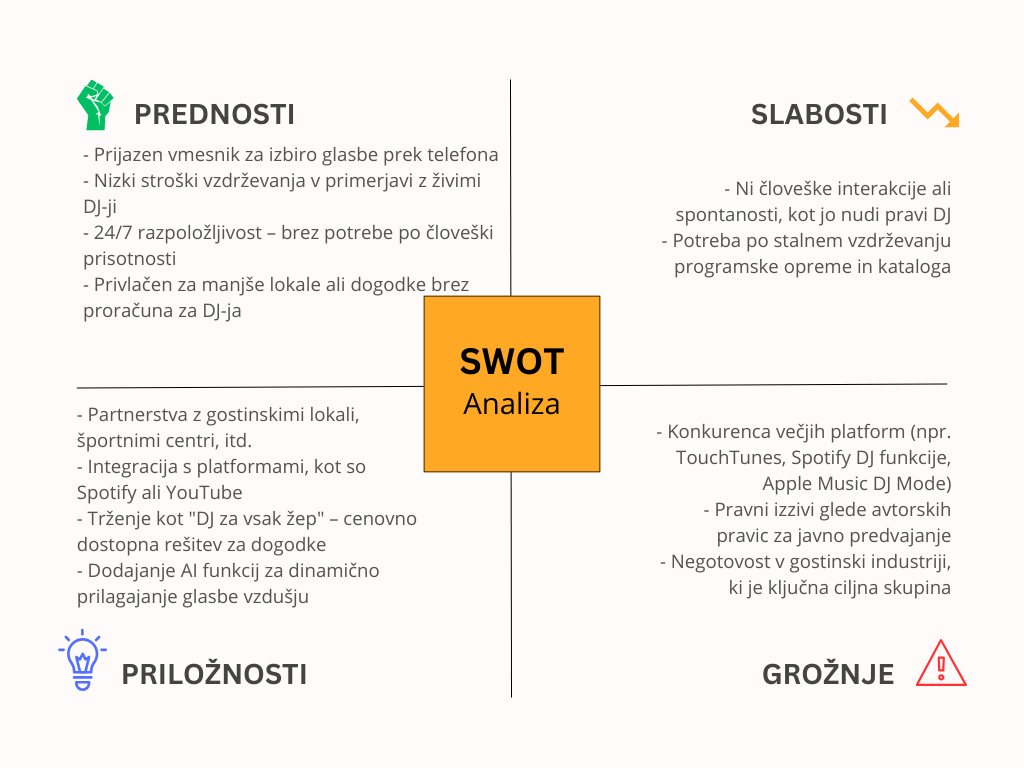 PREDNOSTI
- Prijazen vmesnik za izbiro glasbe prek telefona
- Nizki stroški vzdrževanja v primerjavi z živimi
DJ-ji
- 24/7 razpoložljivost – brez potrebe po človeški
prisotnosti
- Privlačen za manjše lokale ali dogodke brez
proračuna za DJ-ja
SLABOSTI
- Ni človeške interakcije ali
spontanosti, kot jo nudi pravi DJ
- Potreba po stalnem vzdrževanju
programske opreme in kataloga
SWOT
Analiza
- Partnerstva z gostinskimi lokali,
športnimi centri, itd.
- Integracija s platformami, kot so
Spotify ali YouTube
- Trženje kot "DJ za vsak žep" – cenovno
dostopna rešitev za dogodke
- Dodajanje AI funkcij za dinamično
prilagajanje glasbe vzdušju
PRILOŽNOSTI
- Konkurenca večjih platform (npr.
TouchTunes, Spotify DJ funkcije,
Apple Music DJ Mode)
- Pravni izzivi glede avtorskih
pravic za javno predvajanje
- Negotovost v gostinski industriji,
ki je ključna ciljna skupina
GROŽNJE